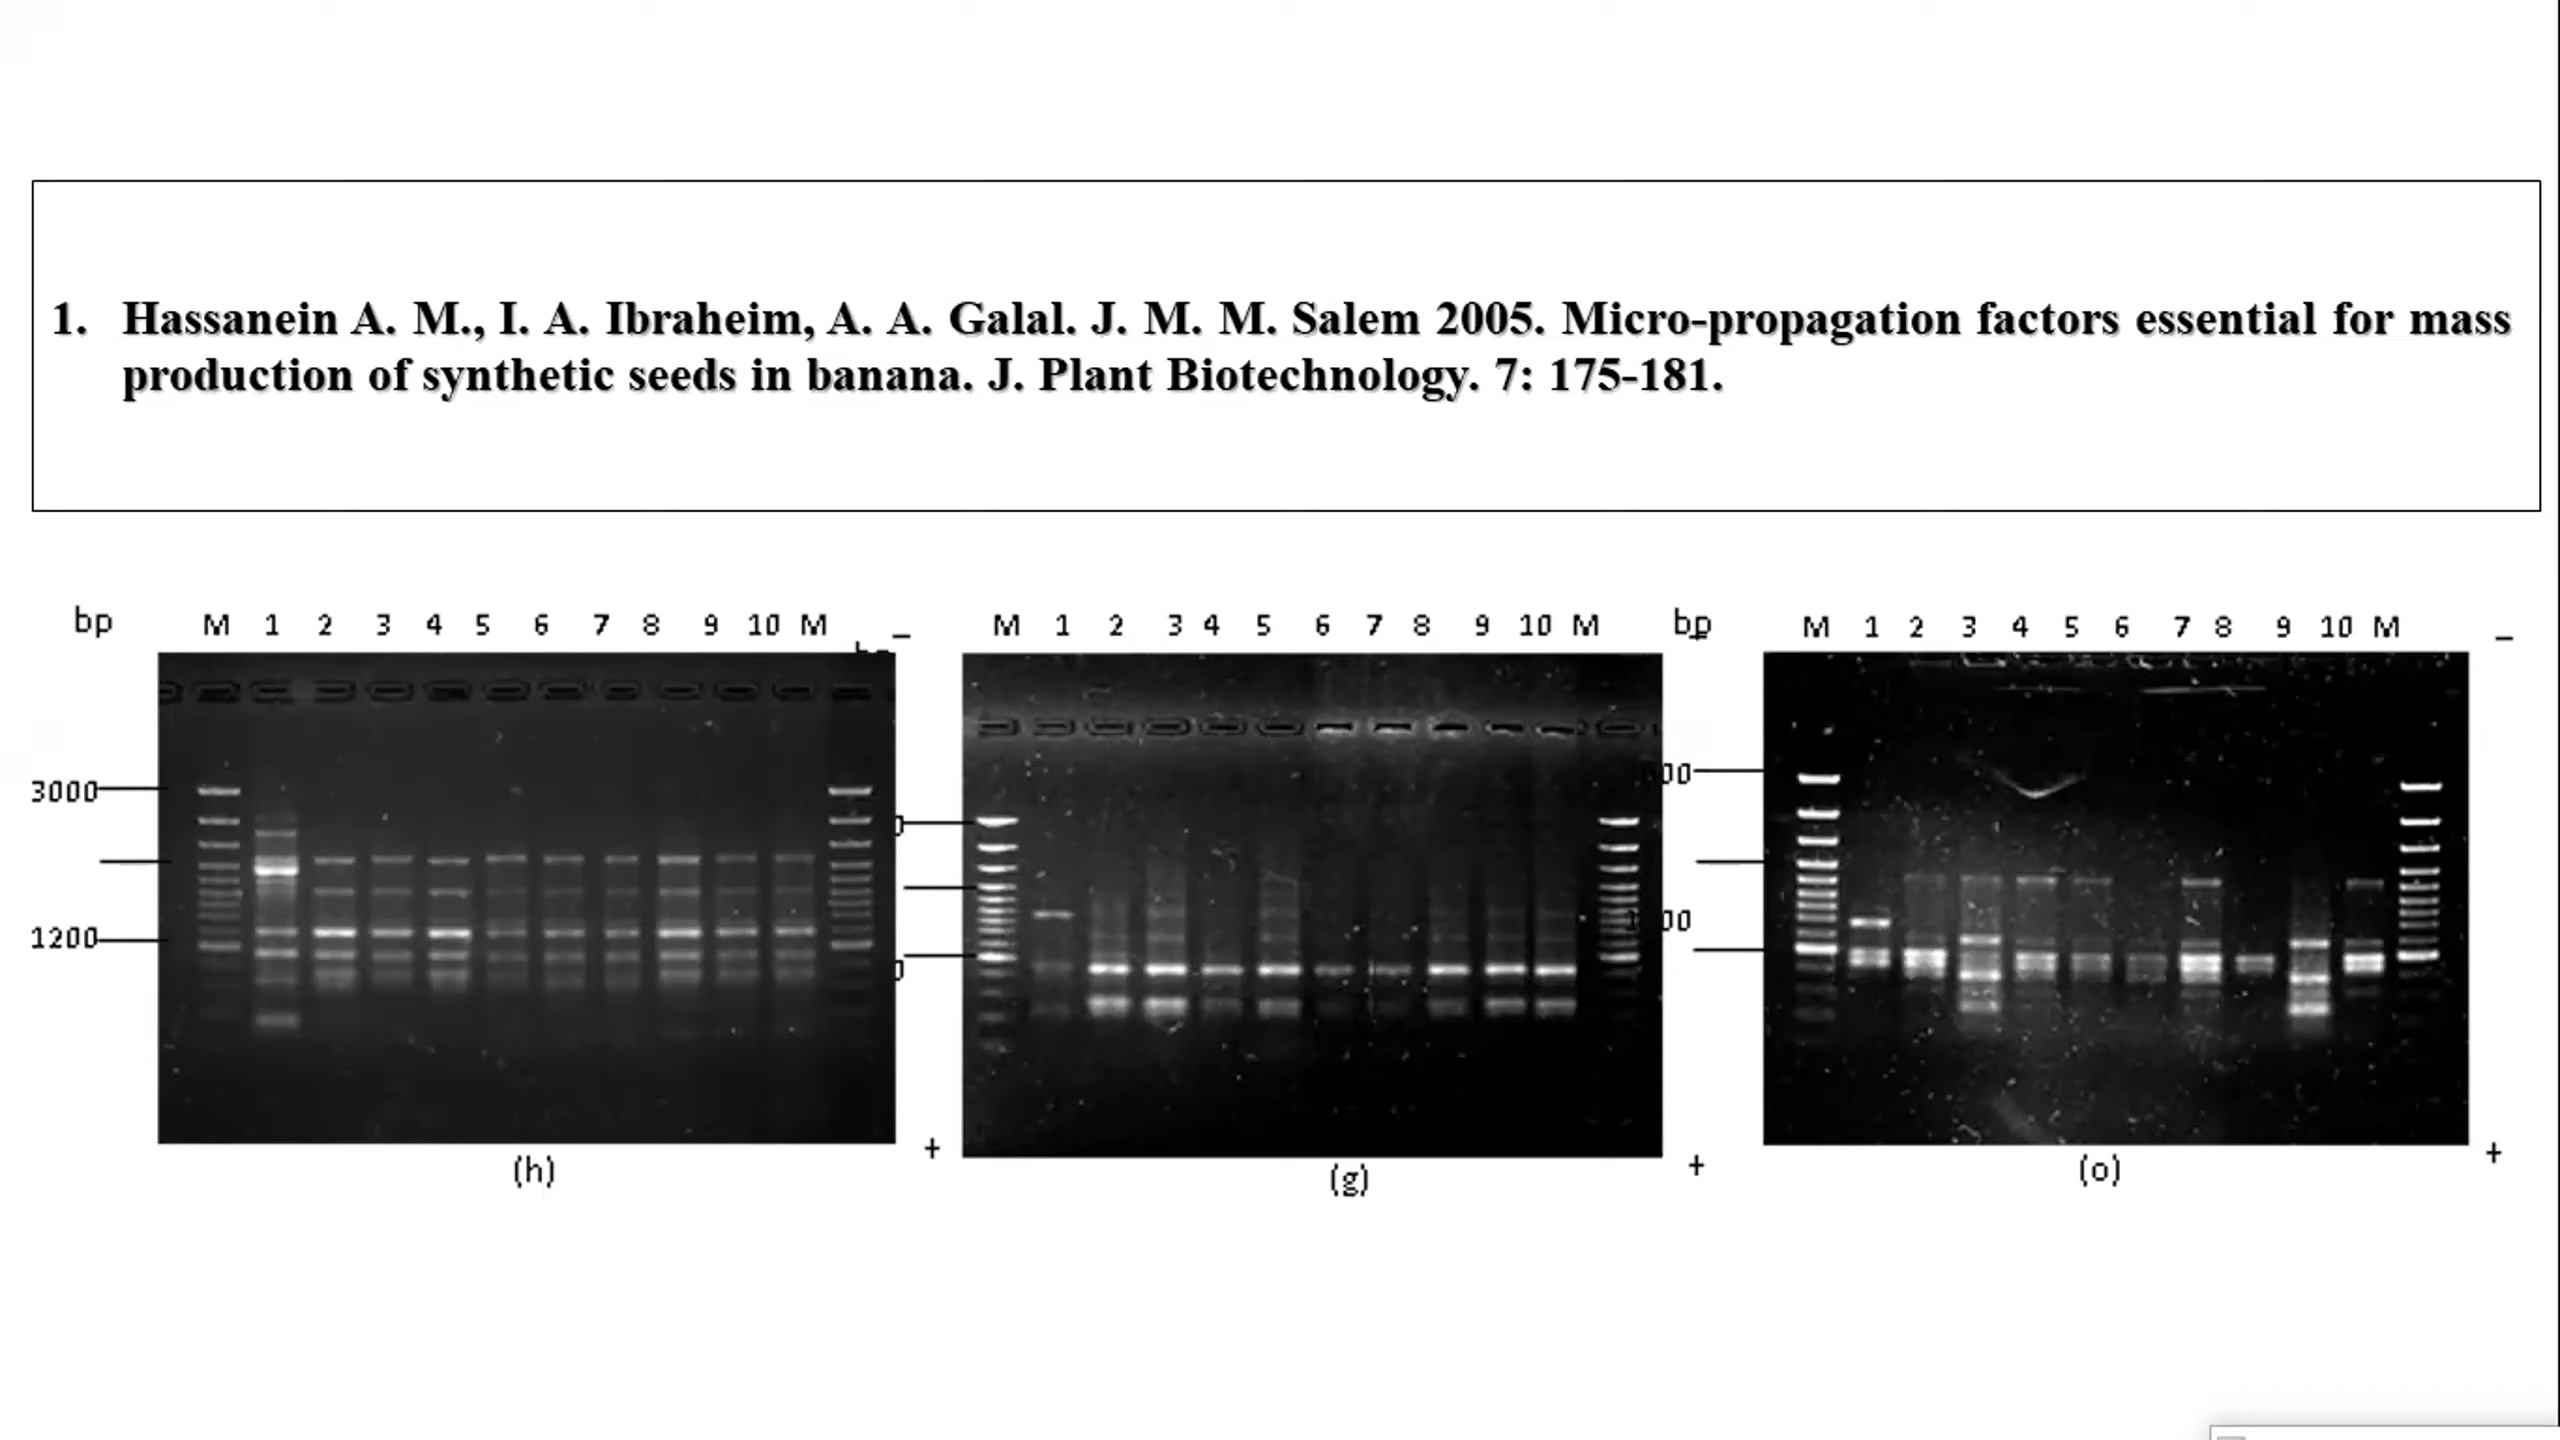 1. Hassanein A. M., I. A. Ibraheim, A. A. Galal. J. M. M. Salem 2005. Micro-propagation factors essential for mass
production of synthetic seeds in banana. J. Plant Biotechnology. 7: 175-181.
bp M 1 2 3 4 5 6 7 8 9 10 M –
3000
1200
+
(h)
M 1 2 3 4 5 6 7 8 9 10 M
+
(g)
bp M 1 2 3 4 5 6 7 8 9 10 M –
+
(o)